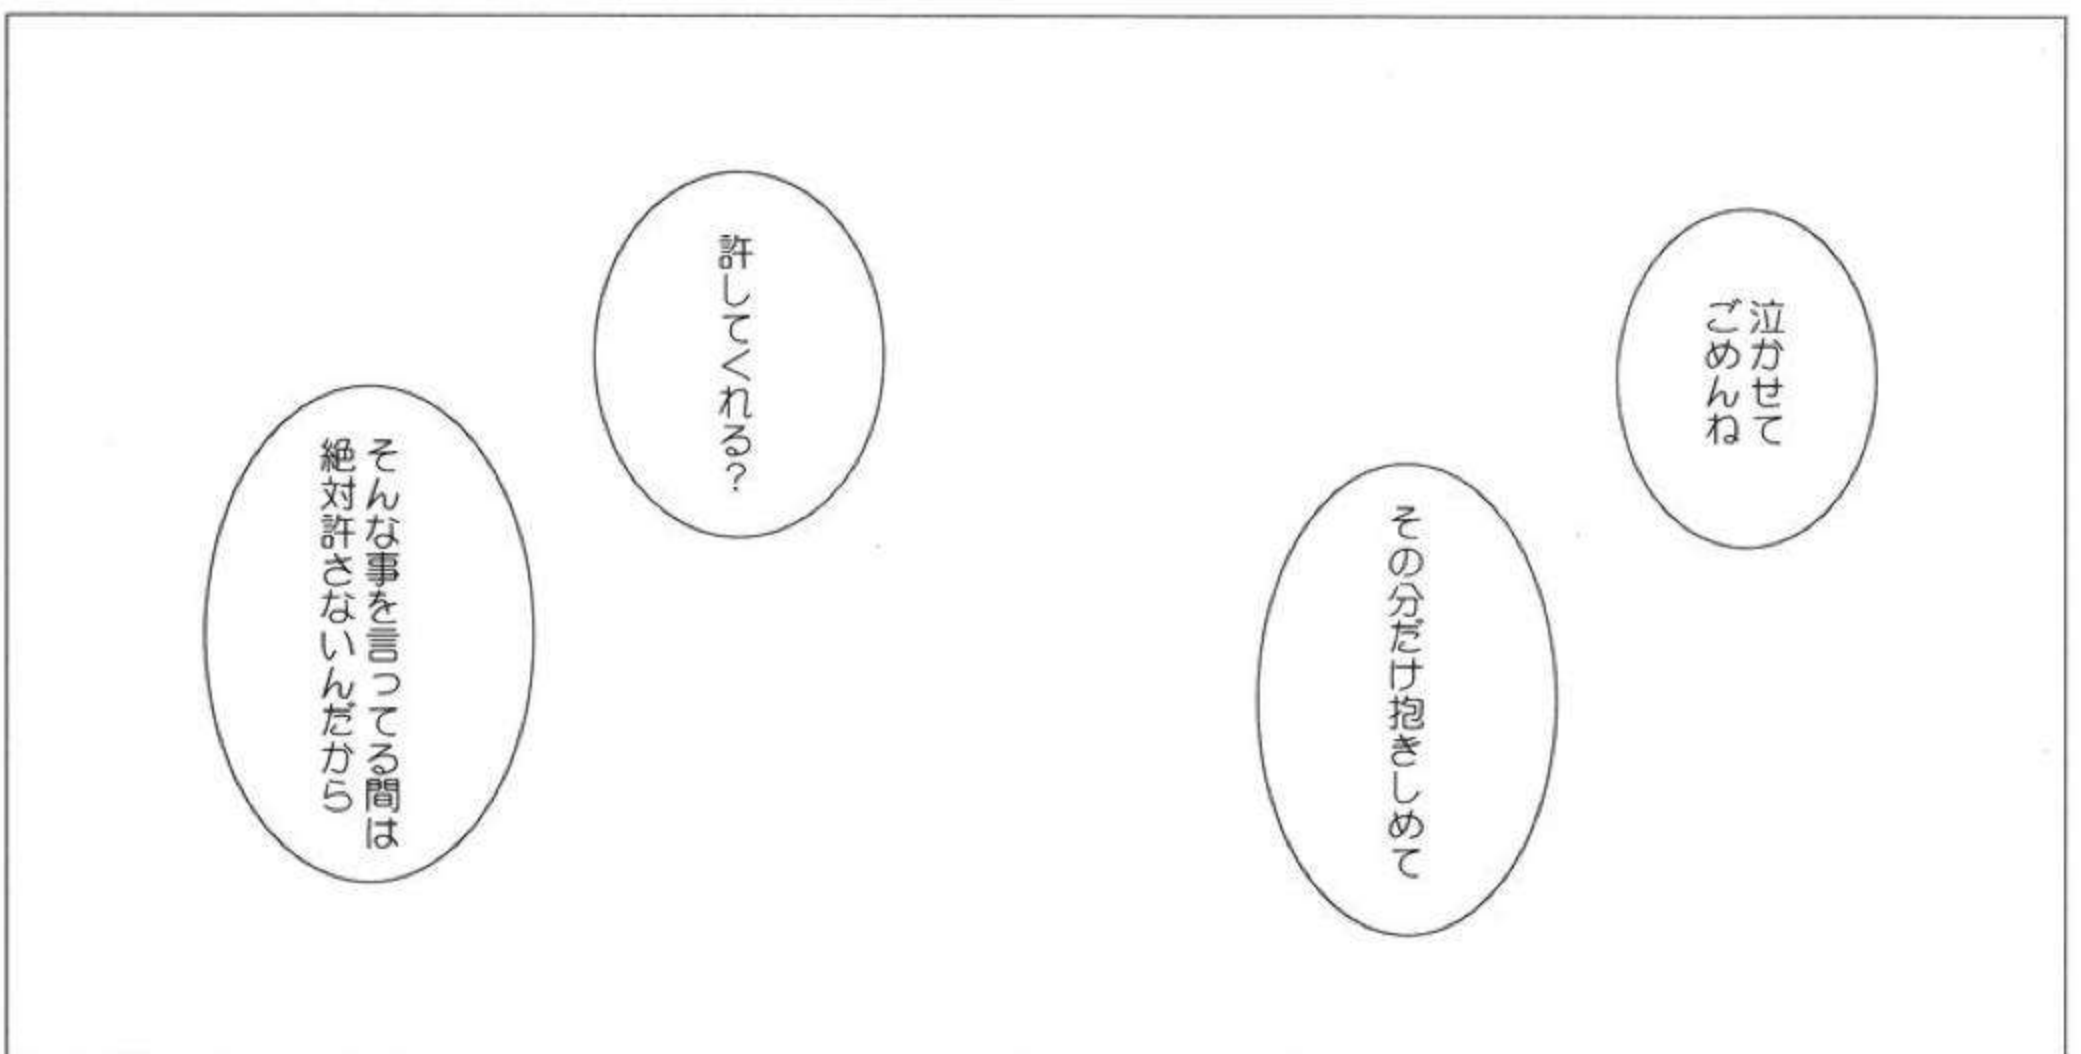 泣かせて
ごめんね
その分だけ抱きしめて
許してくれる?
そんな事を言ってる間は
絶対許さないんだから